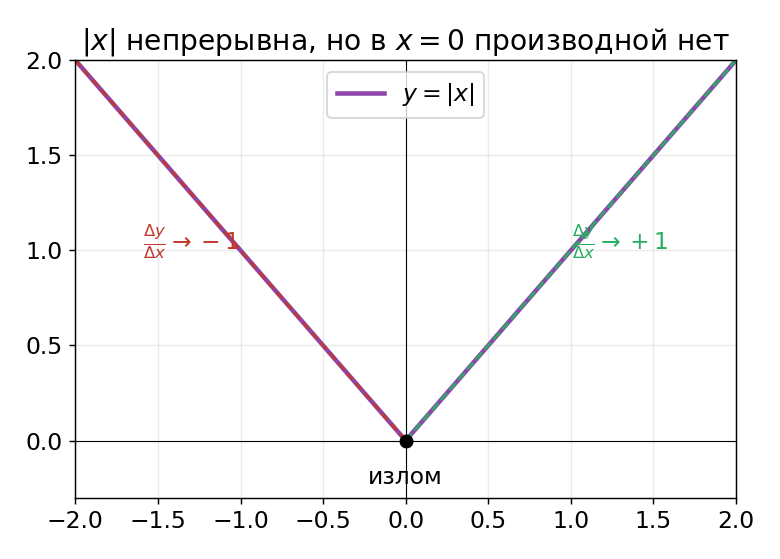 |x| непрерывна, но в x = 0 производной нет
y = |x|
2.0
1.5
1.0
0.5
0.0
Δy/Δx → −1
Δy/Δx → +1
излом
−2.0 −1.5 −1.0 −0.5 0.0 0.5 1.0 1.5 2.0